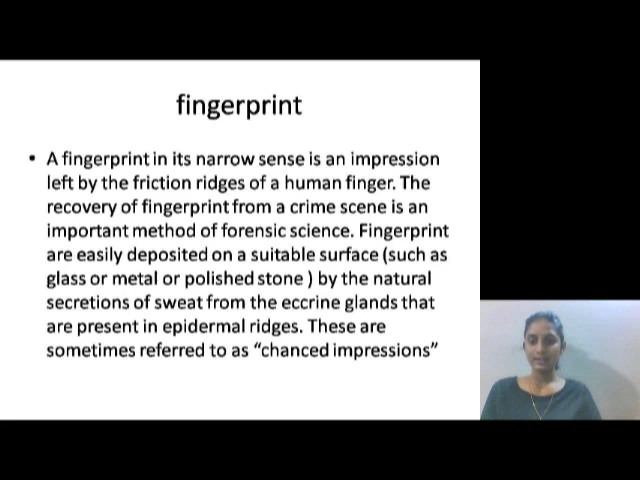 fingerprint
• A fingerprint in its narrow sense is an impression
left by the friction ridges of a human finger. The
recovery of fingerprint from a crime scene is an
important method of forensic science. Fingerprint
are easily deposited on a suitable surface (such as
glass or metal or polished stone ) by the natural
secretions of sweat from the eccrine glands that
are present in epidermal ridges. These are
sometimes referred to as “chanced impressions”